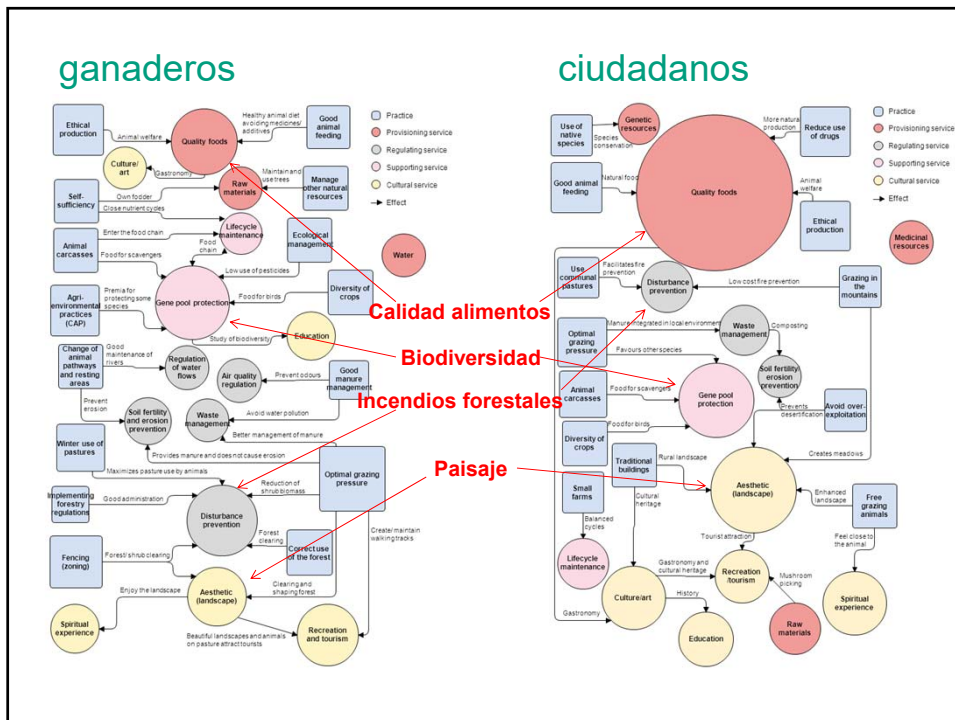 ganaderos
Ethical
production
Animal welfare
Quality foods
Healthy animal diet
avoiding medicines/
additives
Good
animal
feeding
Practice
Provisioning service
Regulating service
Supporting service
Cultural service
Effect
Culture/
art
Gastronomy
Raw
materials
Maintain and
use trees
Manage
other natural
resources
Self-
sufficiency
Own fodder
Close nutrient cycles
Lifecycle
maintenance
Animal
carcasses
Enter the food chain
Food
chain
Food for scavengers
Ecological
management
Low use of pesticides
Water
Agri-
environmental
practices
(CAP)
Premia for
protecting some
species
Gene pool protection
Food for birds
Diversity
of crops
Study of biodiversity
Education
Change of
animal
pathways
and resting
areas
Good
maintenance of
rivers
Regulation
of water
flows
Air quality
regulation
Prevent odours
Good
manure
management
Prevent
erosion
Soil fertility
and erosion
prevention
Waste
management
Avoid water pollution
Better management of manure
Provides manure and does not cause erosion
Winter use of
pastures
Maximizes pasture use by animals
Optimal grazing
pressure
Implementing
forestry
regulations
Good administration
Disturbance
prevention
Reduction of
shrub biomass
Forest
clearing
Correct use
of the forest
Create/maintain
walking tracks
Fencing
(zoning)
Forest/shrub clearing
Aesthetic
(landscape)
Clearing and
shaping forest
Enjoy the landscape
Spiritual
experience
Beautiful landscapes and animals
on pasture attract tourists
Recreation
and tourism
Calidad alimentos
Biodiversidad
Incendios forestales
Paisaje
ciudadanos
Use of
native
species
Species
conservation
Genetic
resources
Quality foods
More natural
production
Reduce use
of drugs
Practice
Provisioning service
Regulating service
Supporting service
Cultural service
Effect
Good animal
feeding
Natural food
Animal
welfare
Ethical
production
Medicinal
resources
Use
communal
pastures
Facilitates fire
prevention
Disturbance
prevention
Low cost fire prevention
Grazing in
the
mountains
Optimal
grazing
pressure
Manure integrated in local environment
Waste
management
Composting
Favours other species
Soil fertility/
erosion
prevention
Animal
carcasses
Food for scavengers
Gene pool
protection
Prevents
desertification
Avoid over-
exploitation
Diversity of
crops
Food for birds
Traditional
buildings
Rural landscape
Creates meadows
Small
farms
Cultural
heritage
Aesthetic
(landscape)
Enhanced
landscape
Free
grazing
animals
Balanced
cycles
Lifecycle
maintenance
Tourist attraction
Feel close to
the animal
Gastronomy and
cultural heritage
Recreation
/tourism
Mushroom
picking
Culture/art
History
Spiritual
experience
Gastronomy
Education
Raw
materials